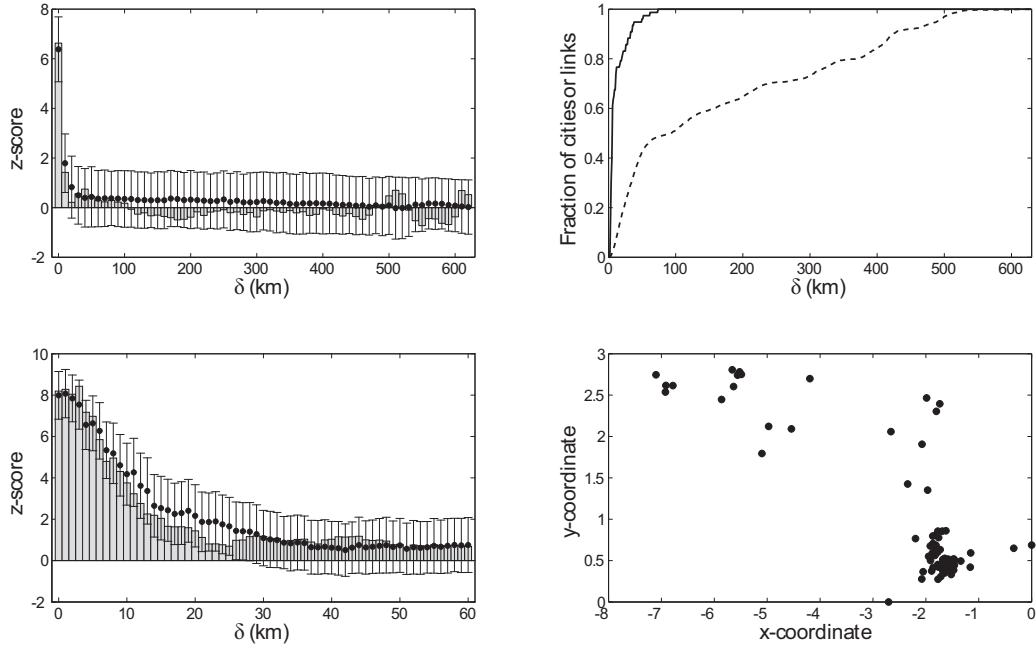 8
6
4
2
0
-2
z-score
0 100 200 300 400 500 600
δ (km)
1
0.8
0.6
0.4
0.2
0
Fraction of citiesor links
0 100 200 300 400 500 600
δ (km)
10
8
6
4
2
0
-2
z-score
0 10 20 30 40 50 60
δ (km)
3
2.5
2
1.5
1
0.5
0
y-coordinate
-8 -7 -6 -5 -4 -3 -2 -1 0
x-coordinate